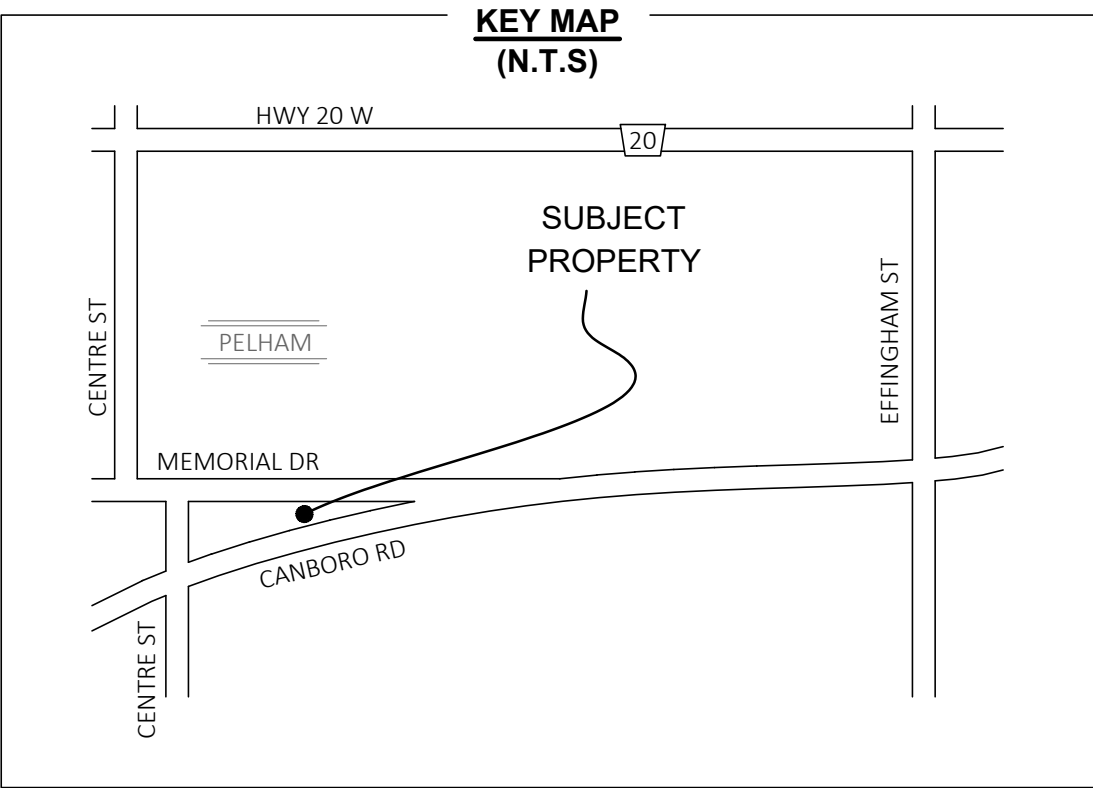 KEY MAP
(N.T.S)
HWY 20 W
20
SUBJECT
PROPERTY
CENTRE ST
PELHAM
EFFINGHAM ST
MEMORIAL DR
CANBORO RD
CENTRE ST